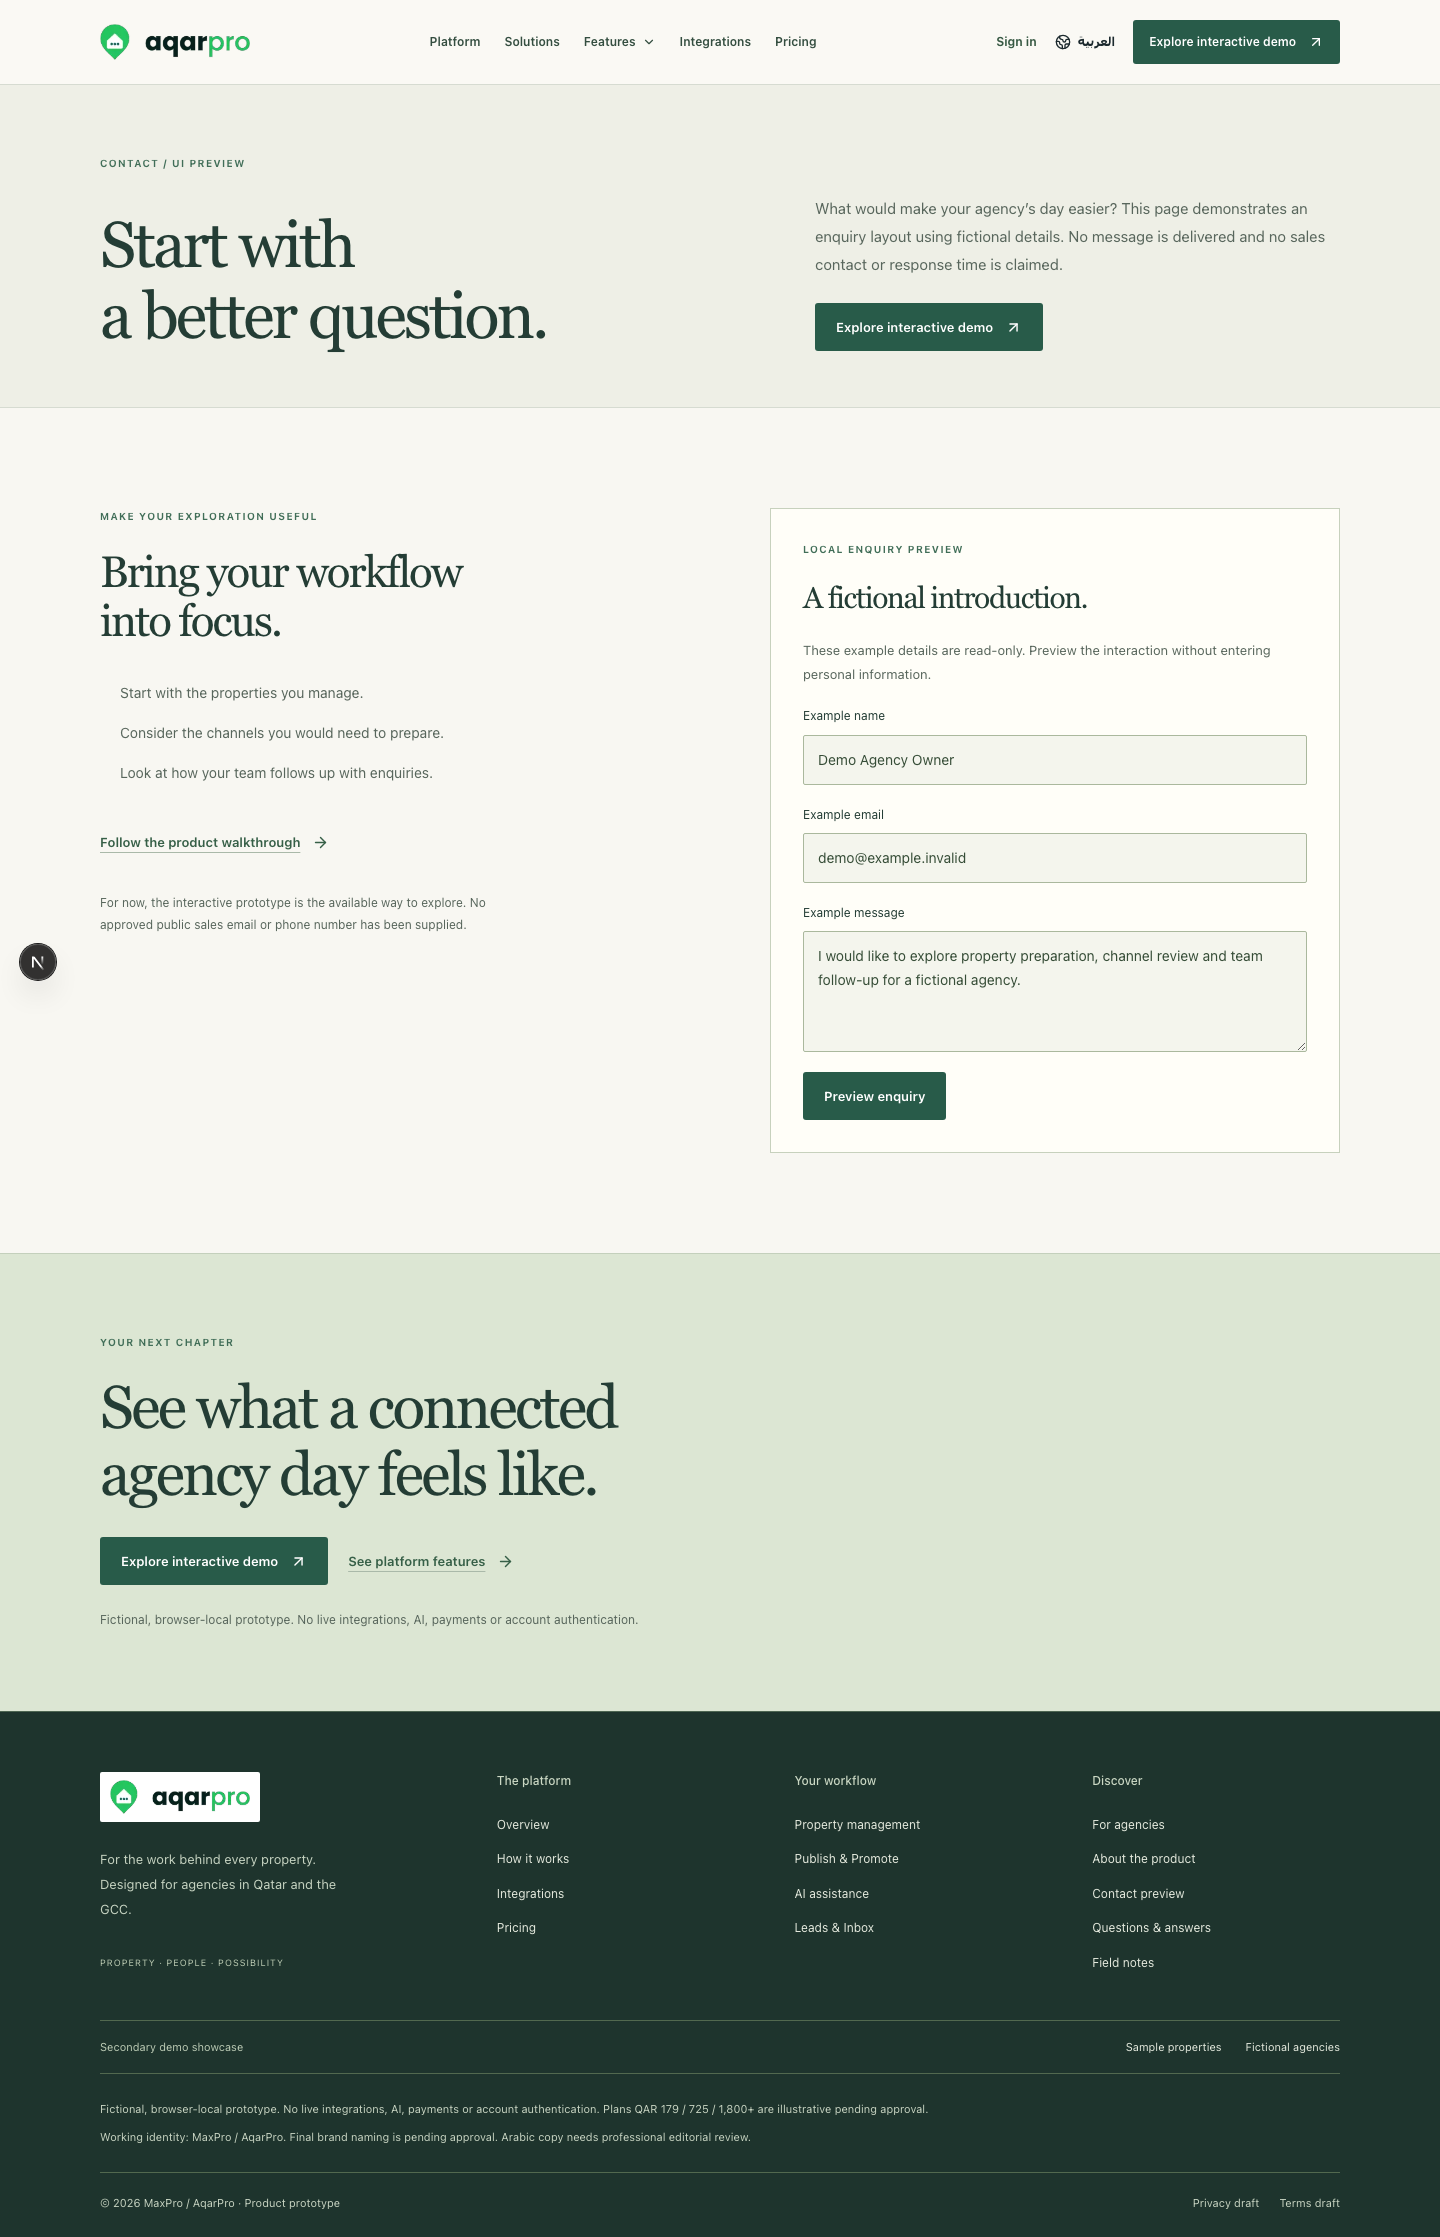 aqarpro
Platform
Solutions
Features
Integrations
Pricing
Sign in
العربية
Explore interactive demo
CONTACT / UI PREVIEW
Start with
a better question.
What would make your agency’s day easier? This page demonstrates an
enquiry layout using fictional details. No message is delivered and no sales
contact or response time is claimed.
Explore interactive demo
MAKE YOUR EXPLORATION USEFUL
Bring your workflow
into focus.
Start with the properties you manage.
Consider the channels you would need to prepare.
Look at how your team follows up with enquiries.
Follow the product walkthrough
For now, the interactive prototype is the available way to explore. No
approved public sales email or phone number has been supplied.
N
LOCAL ENQUIRY PREVIEW
A fictional introduction.
These example details are read-only. Preview the interaction without entering
personal information.
Example name
Demo Agency Owner
Example email
demo@example.invalid
Example message
I would like to explore property preparation, channel review and team
follow-up for a fictional agency.
Preview enquiry
YOUR NEXT CHAPTER
See what a connected
agency day feels like.
Explore interactive demo
See platform features
Fictional, browser-local prototype. No live integrations, AI, payments or account authentication.
aqarpro
For the work behind every property.
Designed for agencies in Qatar and the
GCC.
PROPERTY · PEOPLE · POSSIBILITY
The platform
Overview
How it works
Integrations
Pricing
Your workflow
Property management
Publish & Promote
AI assistance
Leads & Inbox
Discover
For agencies
About the product
Contact preview
Questions & answers
Field notes
Secondary demo showcase
Sample properties
Fictional agencies
Fictional, browser-local prototype. No live integrations, AI, payments or account authentication. Plans QAR 179 / 725 / 1,800+ are illustrative pending approval.
Working identity: MaxPro / AqarPro. Final brand naming is pending approval. Arabic copy needs professional editorial review.
© 2026 MaxPro / AqarPro · Product prototype
Privacy draft
Terms draft